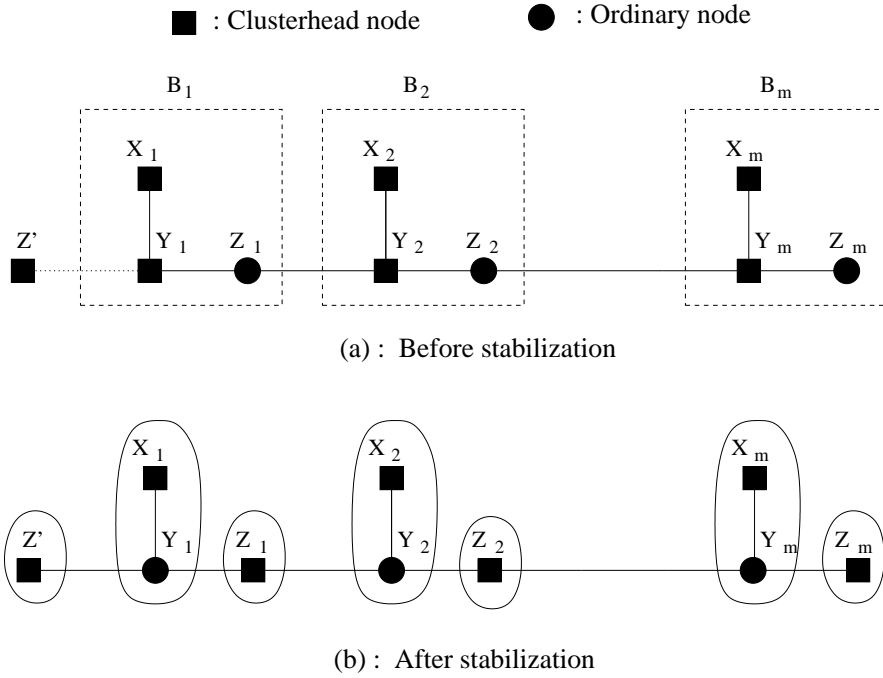 : Clusterhead node : Ordinary node
B 1 B 2 B m
X 1 X 2 X m
Z' Y 1 Z 1 Y 2 Z 2 Y m Z m
(a) : Before stabilization
X 1 X 2 X m
Z' Y 1 Z 1 Y 2 Z 2 Y m Z m
(b) : After stabilization